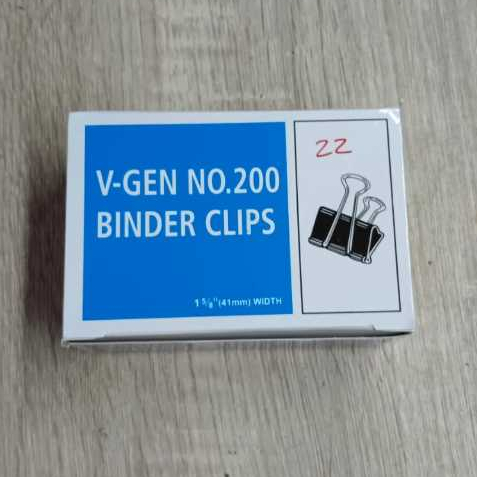 V-GEN NO.200
BINDER CLIPS
1 5/8"(41mm) WIDTH
22